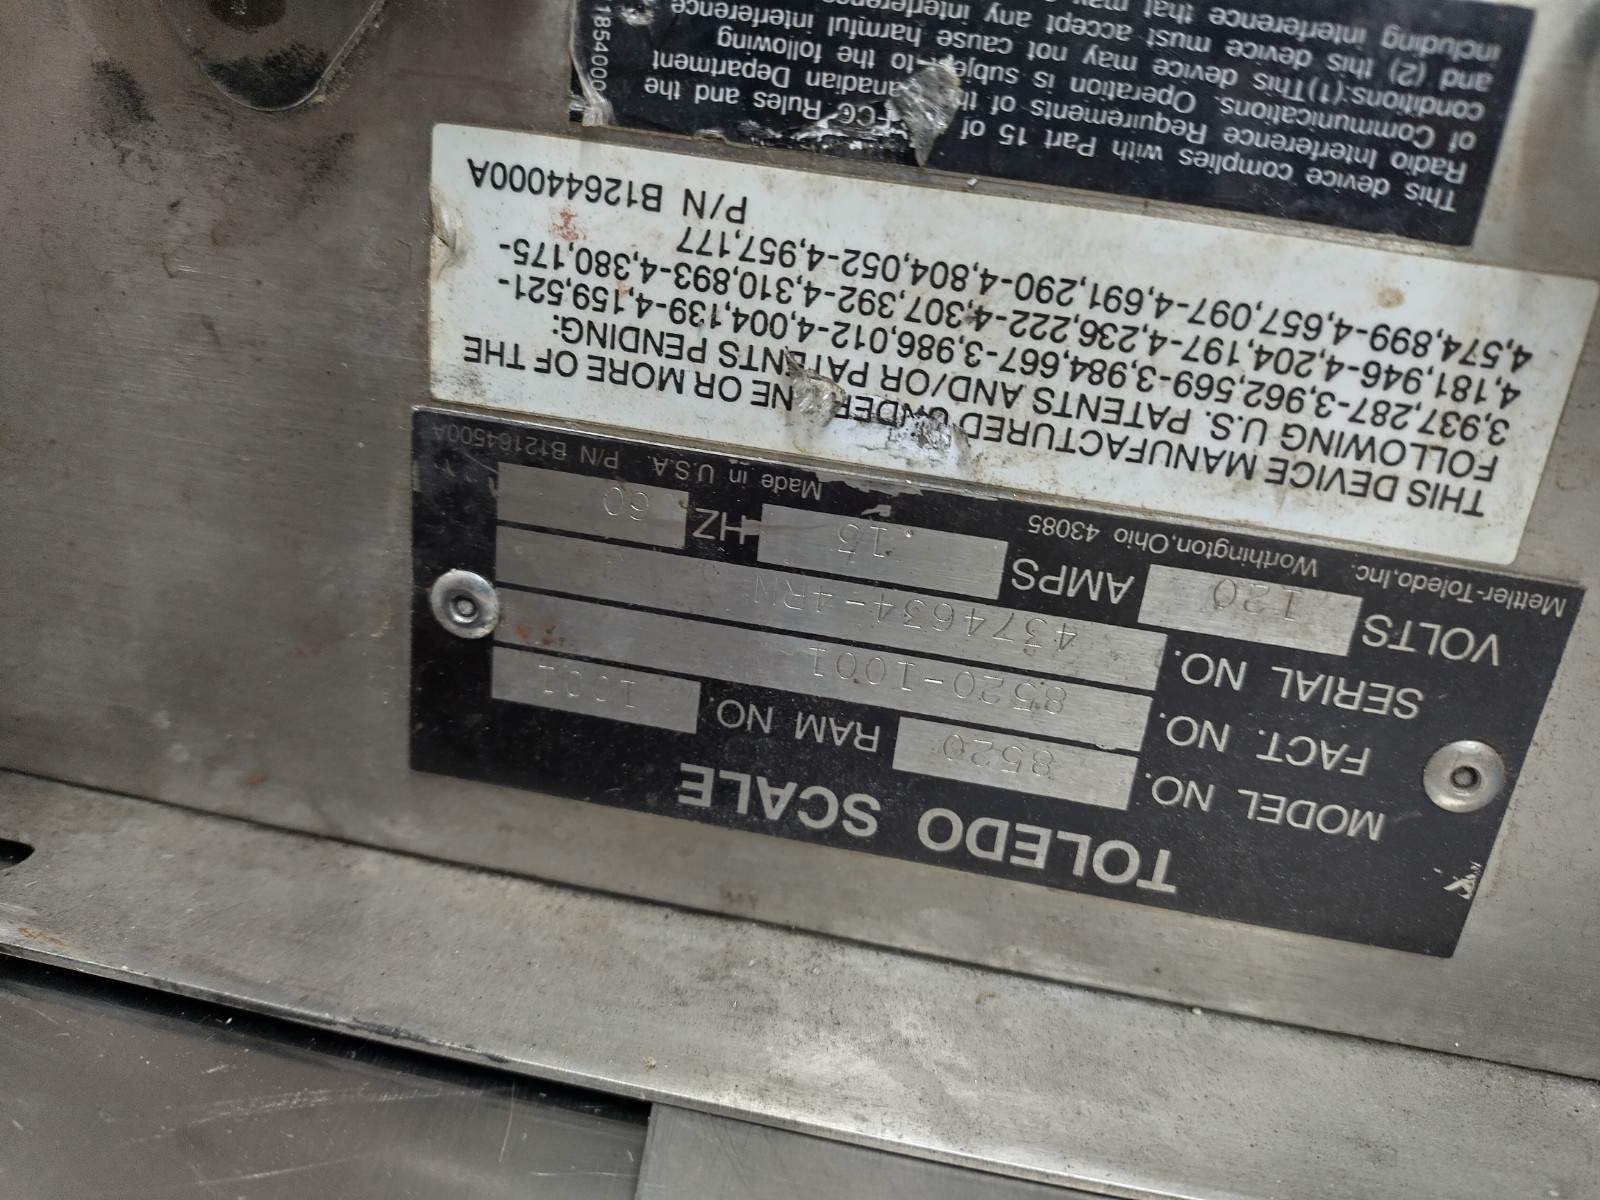 TOLEDO SCALE
MODEL NO. 8520 RAM NO. 1001
FACT. NO. 8520-1001
SERIAL NO. 4374634-4RN
VOLTS 120 AMPS .15 HZ 60
Mettler-Toledo,Inc. Worthington,Ohio 43085 Made in U.S.A. P/N B12164500A
THIS DEVICE MANUFACTURED UNDER ONE OR MORE OF THE
FOLLOWING U.S. PATENTS AND/OR PATENTS PENDING:
3,937,287-3,962,569-3,984,667-3,986,012-4,004,139-4,159,521-
4,181,946-4,204,197-4,236,222-4,307,392-4,310,893-4,380,175-
4,574,899-4,657,097-4,691,290-4,804,052-4,957,177
P/N B12644000A
This device complies with Part 15 of FCC Rules and the
Radio Interference Requirements of the Canadian Department
of Communications. Operation is subject to the following
conditions:(1)This device may not cause harmful interference
and (2) this device must accept any
including interference that